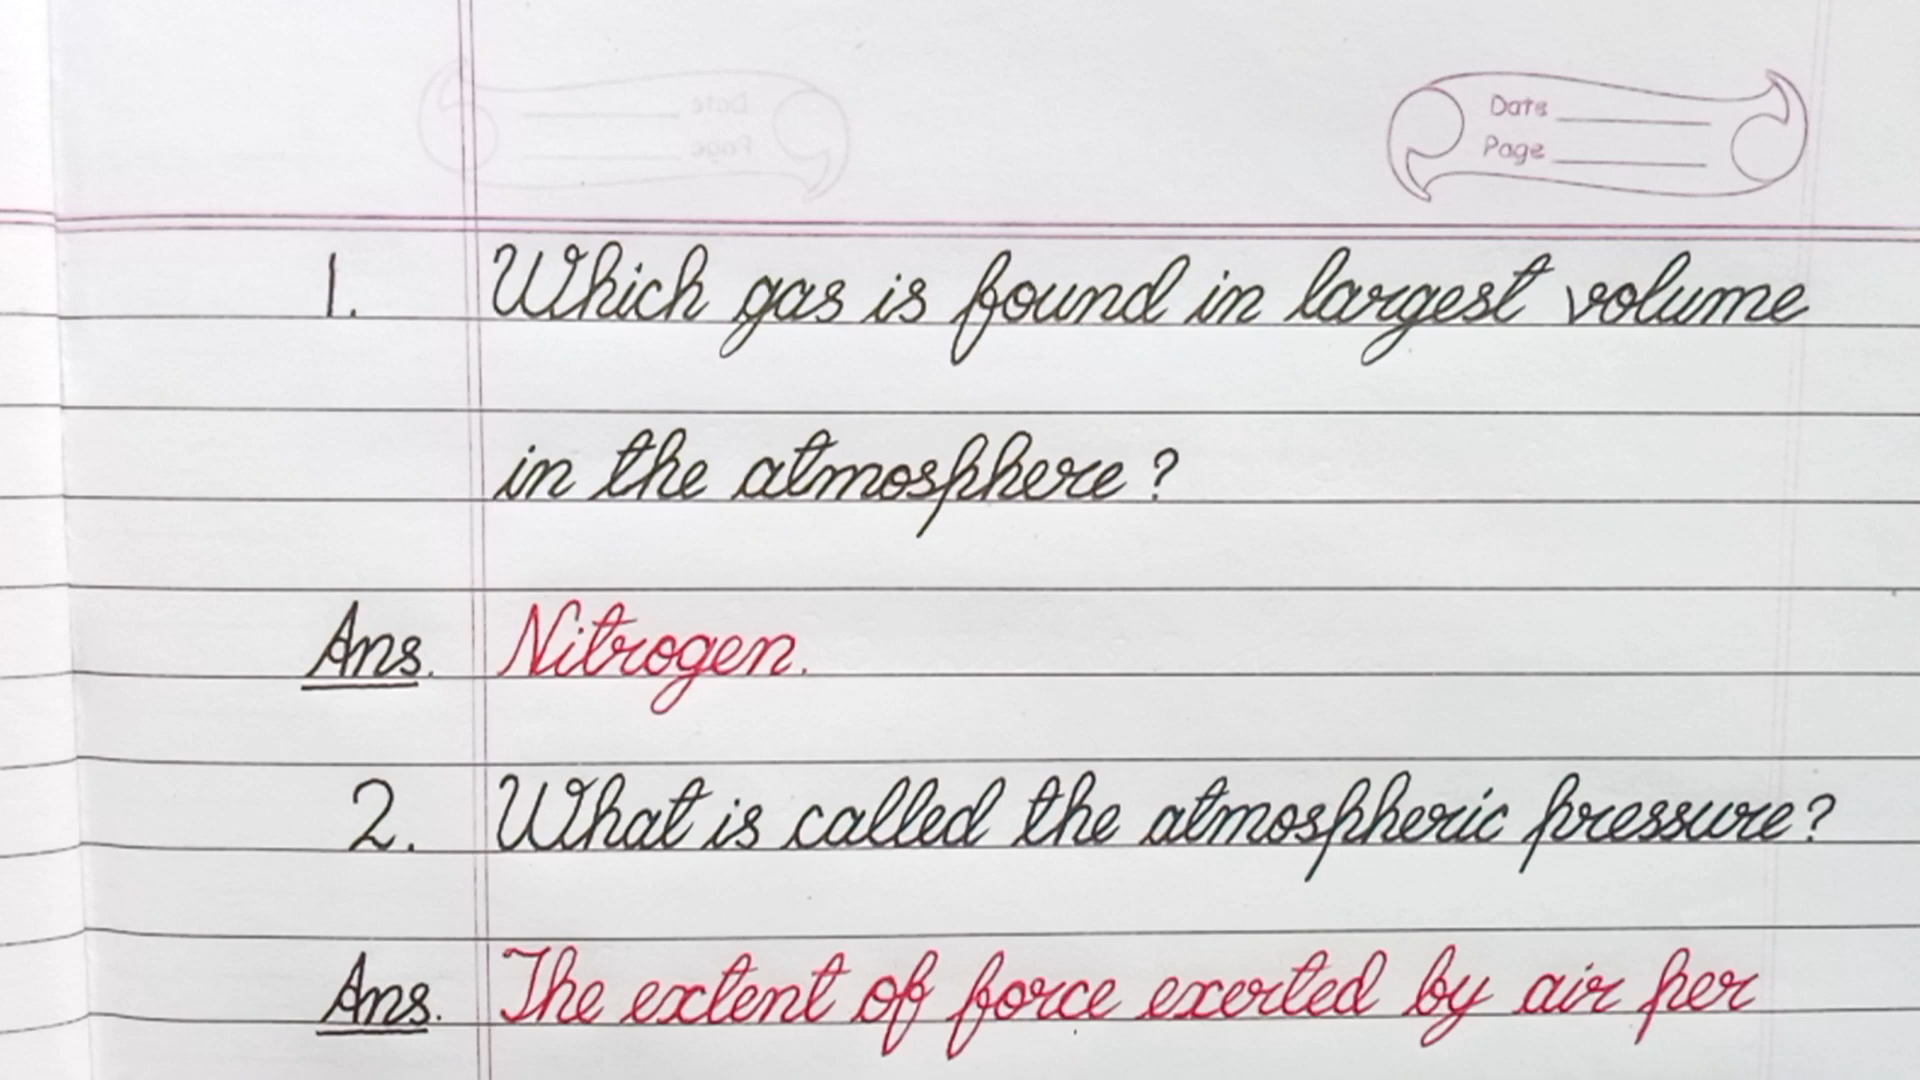 Date
Page
1. Which gas is found in largest volume
in the atmosphere?
Ans. Nitrogen.
2. What is called the atmospheric pressure?
Ans. The extent of force exerted by air per